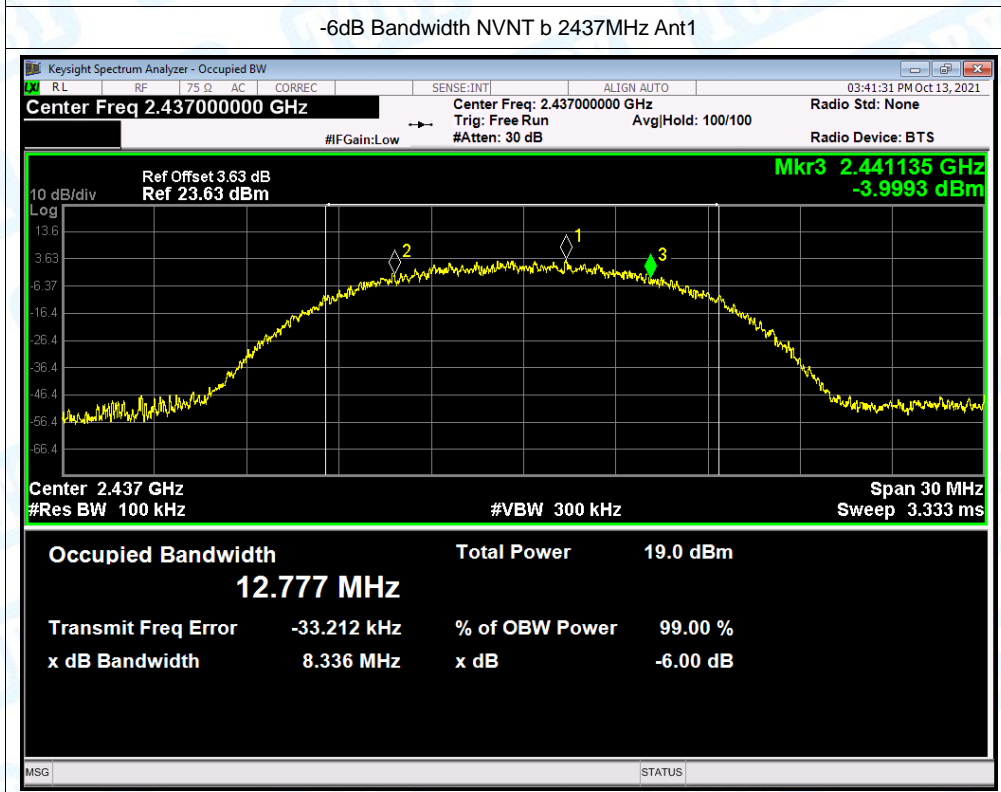 -6dB Bandwidth NVNT b 2437MHz Ant1
Keysight Spectrum Analyzer - Occupied BW
LXI RL RF 75 Ω AC CORREC SENSE:INT ALIGN AUTO 03:41:31 PM Oct 13, 2021
Center Freq 2.437000000 GHz Center Freq: 2.437000000 GHz Radio Std: None
Trig: Free Run Avg|Hold: 100/100
#IFGain:Low #Atten: 30 dB Radio Device: BTS
Mkr3 2.441135 GHz
-3.9993 dBm
Ref Offset 3.63 dB
10 dB/div Ref 23.63 dBm
Log
13.6
3.63
-6.37
-16.4
-26.4
-36.4
-46.4
-56.4
-66.4
2
1
3
Center 2.437 GHz Span 30 MHz
#Res BW 100 kHz #VBW 300 kHz Sweep 3.333 ms
Occupied Bandwidth Total Power 19.0 dBm
12.777 MHz
Transmit Freq Error -33.212 kHz % of OBW Power 99.00 %
x dB Bandwidth 8.336 MHz x dB -6.00 dB
MSG STATUS